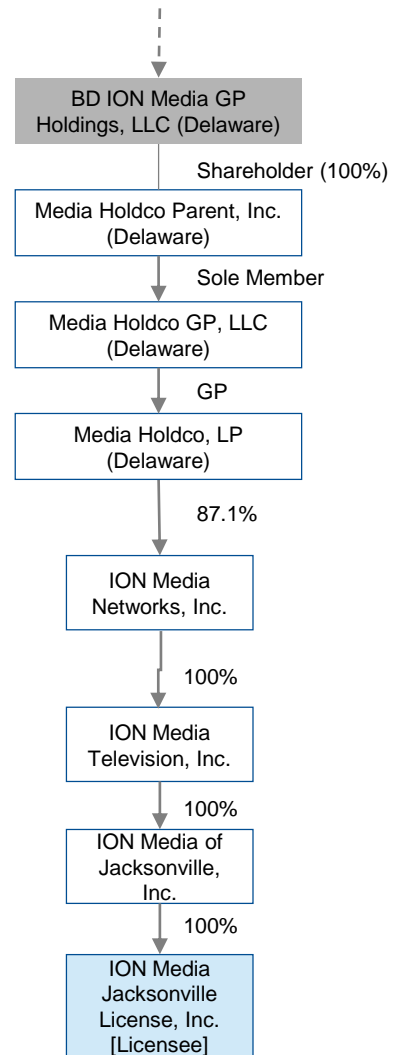 BD ION Media GP
Holdings, LLC (Delaware)
Shareholder (100%)
Media Holdco Parent, Inc.
(Delaware)
Sole Member
Media Holdco GP, LLC
(Delaware)
GP
Media Holdco, LP
(Delaware)
87.1%
ION Media
Networks, Inc.
100%
ION Media
Television, Inc.
100%
ION Media of
Jacksonville,
Inc.
100%
ION Media
Jacksonville
License, Inc.
[Licensee]